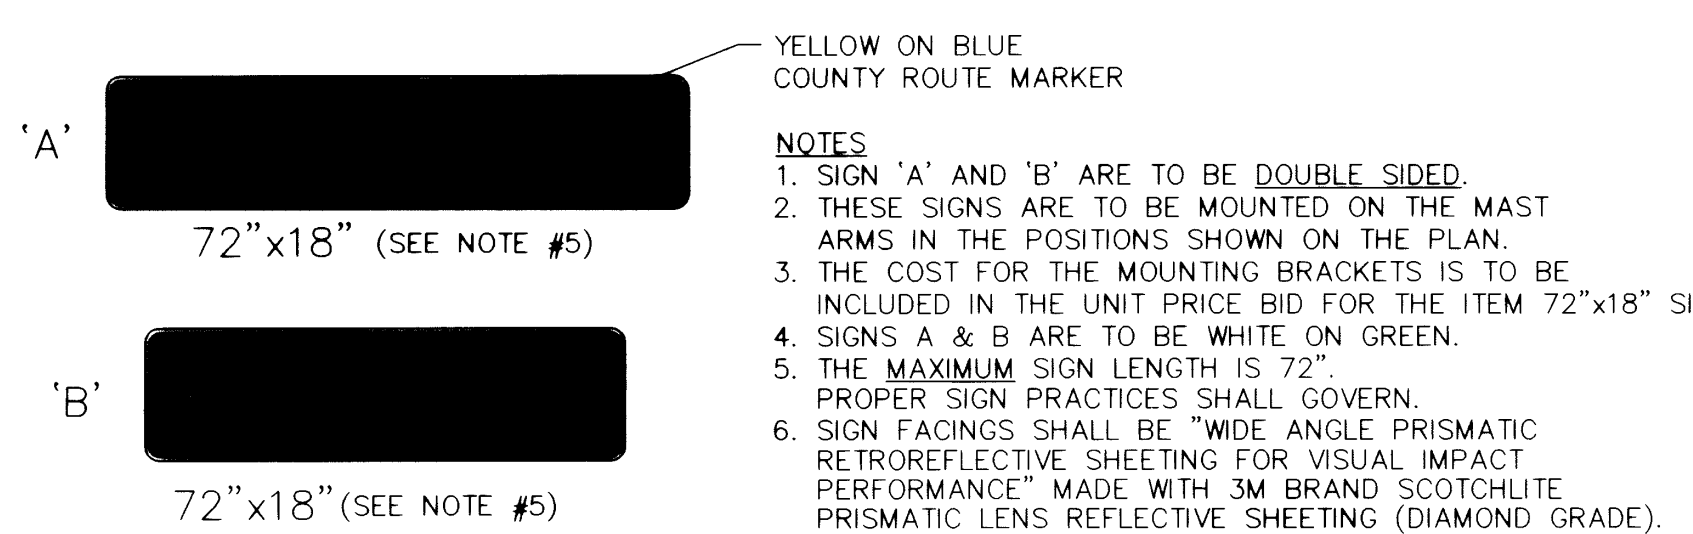 YELLOW ON BLUE
COUNTY ROUTE MARKER
'A'
72"x18" (SEE NOTE #5)
'B'
72"x18"(SEE NOTE #5)
NOTES
1. SIGN 'A' AND 'B' ARE TO BE DOUBLE SIDED.
2. THESE SIGNS ARE TO BE MOUNTED ON THE MAST
ARMS IN THE POSITIONS SHOWN ON THE PLAN.
3. THE COST FOR THE MOUNTING BRACKETS IS TO BE
INCLUDED IN THE UNIT PRICE BID FOR THE ITEM 72"x18" SI
4. SIGNS A & B ARE TO BE WHITE ON GREEN.
5. THE MAXIMUM SIGN LENGTH IS 72".
PROPER SIGN PRACTICES SHALL GOVERN.
6. SIGN FACINGS SHALL BE "WIDE ANGLE PRISMATIC
RETROREFLECTIVE SHEETING FOR VISUAL IMPACT
PERFORMANCE" MADE WITH 3M BRAND SCOTCHLITE
PRISMATIC LENS REFLECTIVE SHEETING (DIAMOND GRADE).